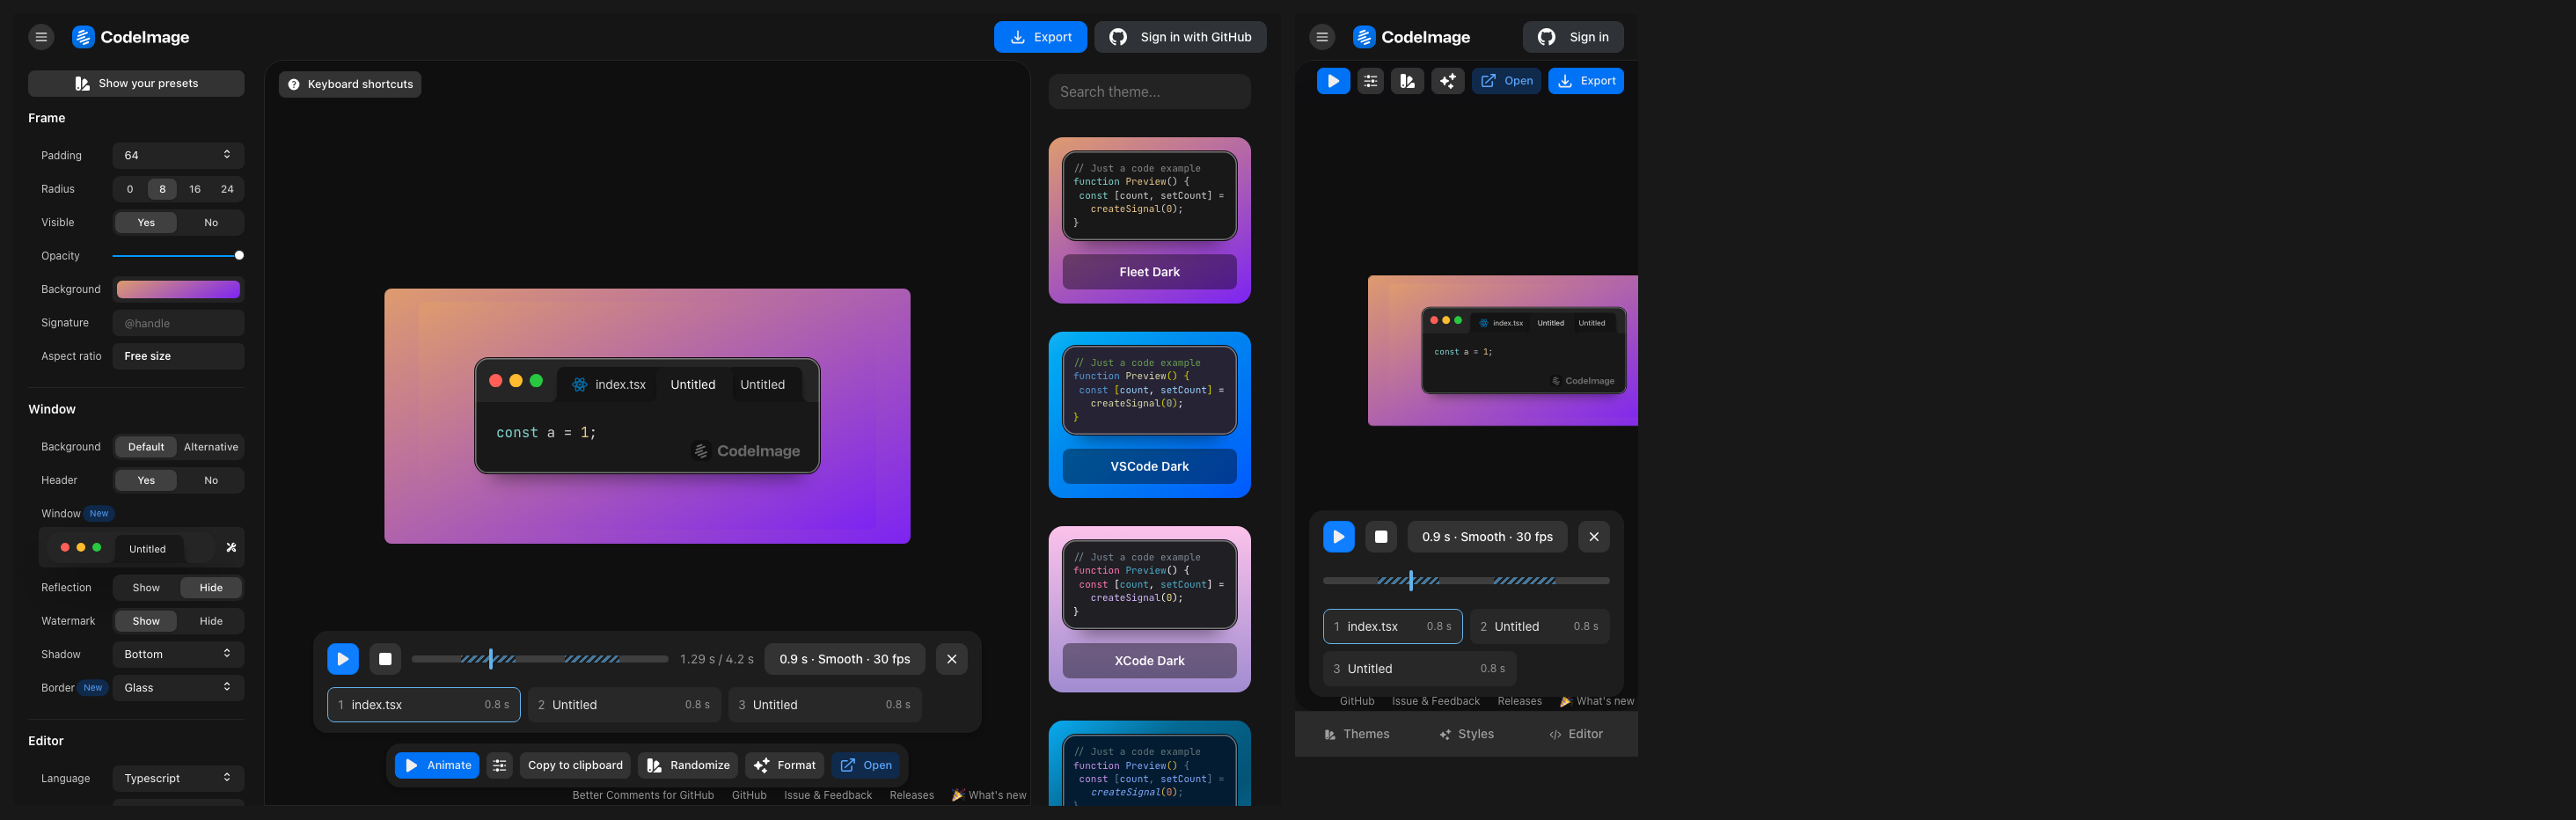 CodeImage
Export
Sign in with GitHub
Show your presets
Frame
Padding 64
Radius 0 8 16 24
Visible Yes No
Opacity
Background
Signature @handle
Aspect ratio Free size
Window
Background Default Alternative
Header Yes No
Window New
Untitled
Reflection Show Hide
Watermark Show Hide
Shadow Bottom
Border New Glass
Editor
Language Typescript
Keyboard shortcuts
index.tsx Untitled Untitled
const a = 1;
CodeImage
1.29 s / 4.2 s
0.9 s · Smooth · 30 fps
1 index.tsx 0.8 s
2 Untitled 0.8 s
3 Untitled 0.8 s
Animate
Copy to clipboard
Randomize
Format
Open
Better Comments for GitHub GitHub Issue & Feedback Releases 🎉 What's new
Search theme...
// Just a code example
function Preview() {
const [count, setCount] =
createSignal(0);
}
Fleet Dark
// Just a code example
function Preview() {
const [count, setCount] =
createSignal(0);
}
VSCode Dark
// Just a code example
function Preview() {
const [count, setCount] =
createSignal(0);
}
XCode Dark
// Just a code example
function Preview() {
const [count, setCount] =
createSignal(0);
}
CodeImage
Sign in
Open
Export
index.tsx Untitled Untitled
const a = 1;
CodeImage
0.9 s · Smooth · 30 fps
1 index.tsx 0.8 s
2 Untitled 0.8 s
3 Untitled 0.8 s
GitHub Issue & Feedback Releases 🎉 What's new
Themes
Styles
Editor